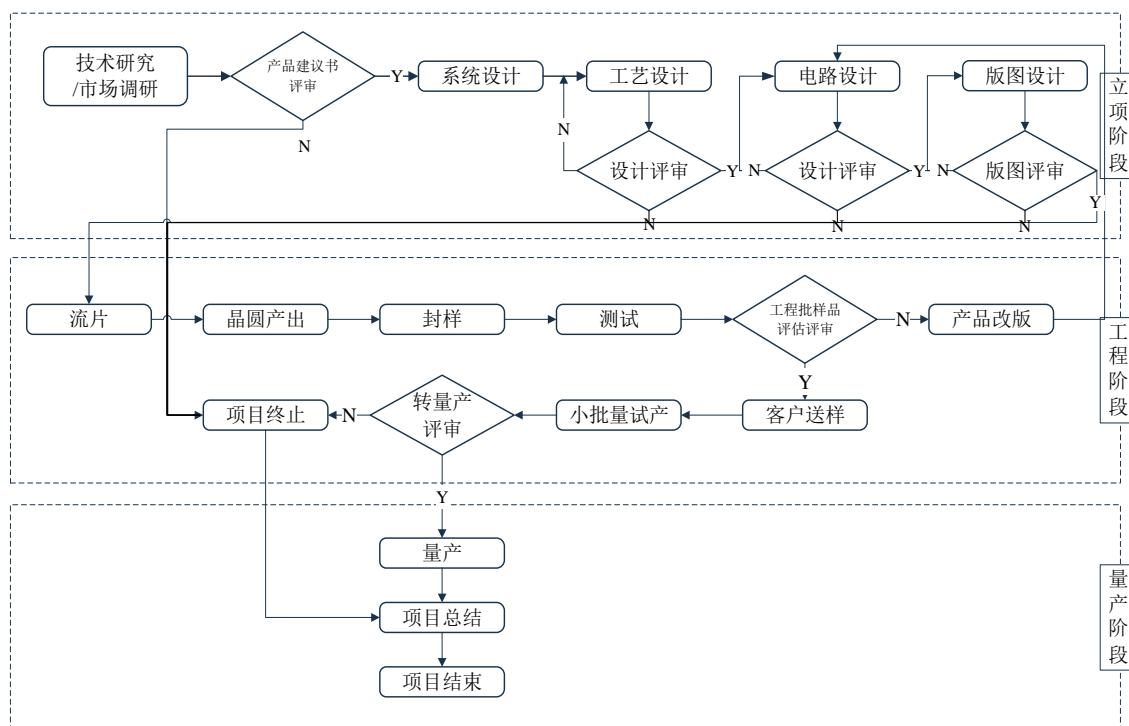 技术研究
/市场调研
产品建议书
评审
Y
系统设计
工艺设计
电路设计
版图设计
立
项
阶
段
N
N
设计评审
Y
N
设计评审
Y
N
版图评审
Y
N
N
N
流片
晶圆产出
封样
测试
工程批样品
评估评审
N
产品改版
工
程
阶
段
Y
项目终止
N
转量产
评审
小批量试产
客户送样
Y
量产
项目总结
项目结束
量
产
阶
段